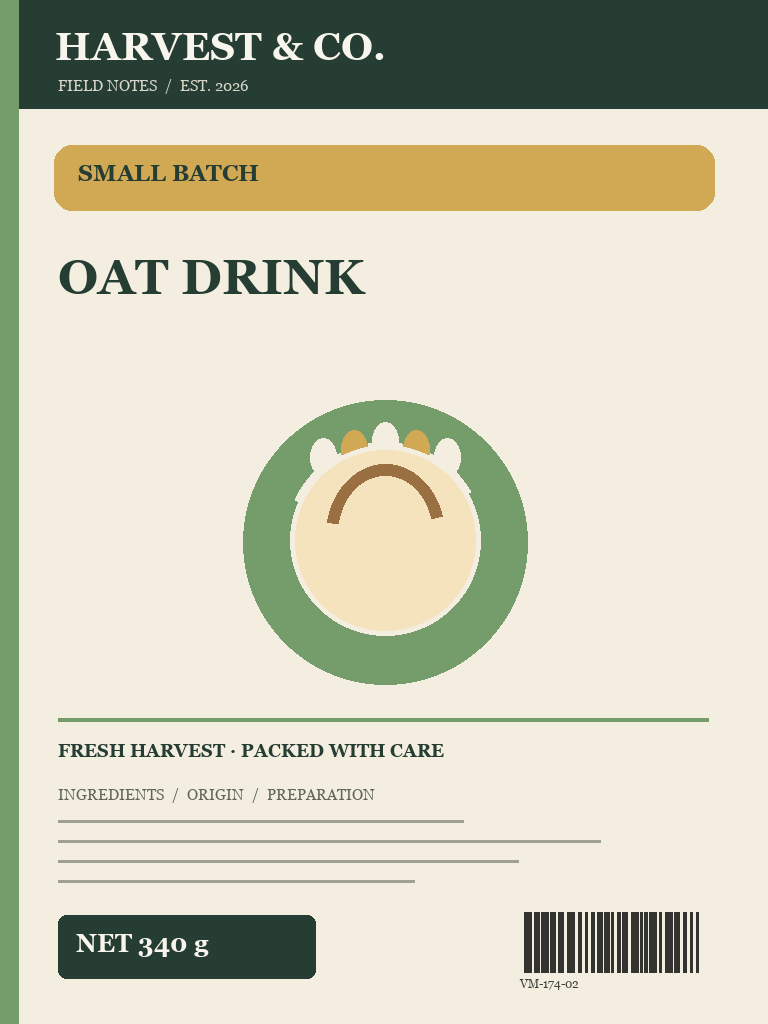 HARVEST & CO.
FIELD NOTES / EST. 2026
SMALL BATCH
OAT DRINK
FRESH HARVEST · PACKED WITH CARE
INGREDIENTS / ORIGIN / PREPARATION
NET 340 g
VM-174-02